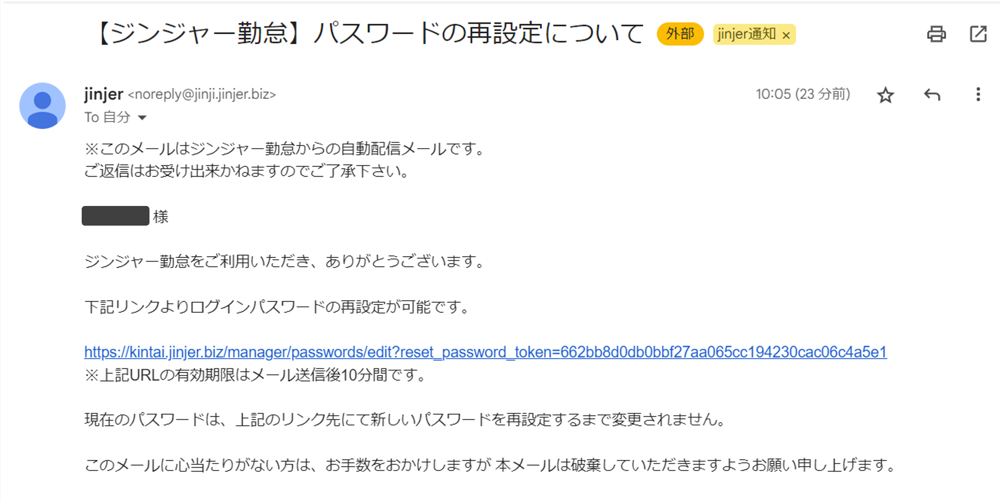 【ジンジャー勤怠】パスワードの再設定について 外部 jinjer通知 ×
jinjer <noreply@jinji.jinjer.biz> 10:05 (23 分前)
To 自分
※このメールはジンジャー勤怠からの自動配信メールです。
ご返信はお受け出来かねますのでご了承下さい。
様
ジンジャー勤怠をご利用いただき、ありがとうございます。
下記リンクよりログインパスワードの再設定が可能です。
https://kintai.jinjer.biz/manager/passwords/edit?reset_password_token=662bb8d0db0bbf27aa065cc194230cac06c4a5e1
※上記URLの有効期限はメール送信後10分間です。
現在のパスワードは、上記のリンク先にて新しいパスワードを再設定するまで変更されません。
このメールに心当たりがない方は、お手数をおかけしますが 本メールは破棄していただきますようお願い申し上げます。